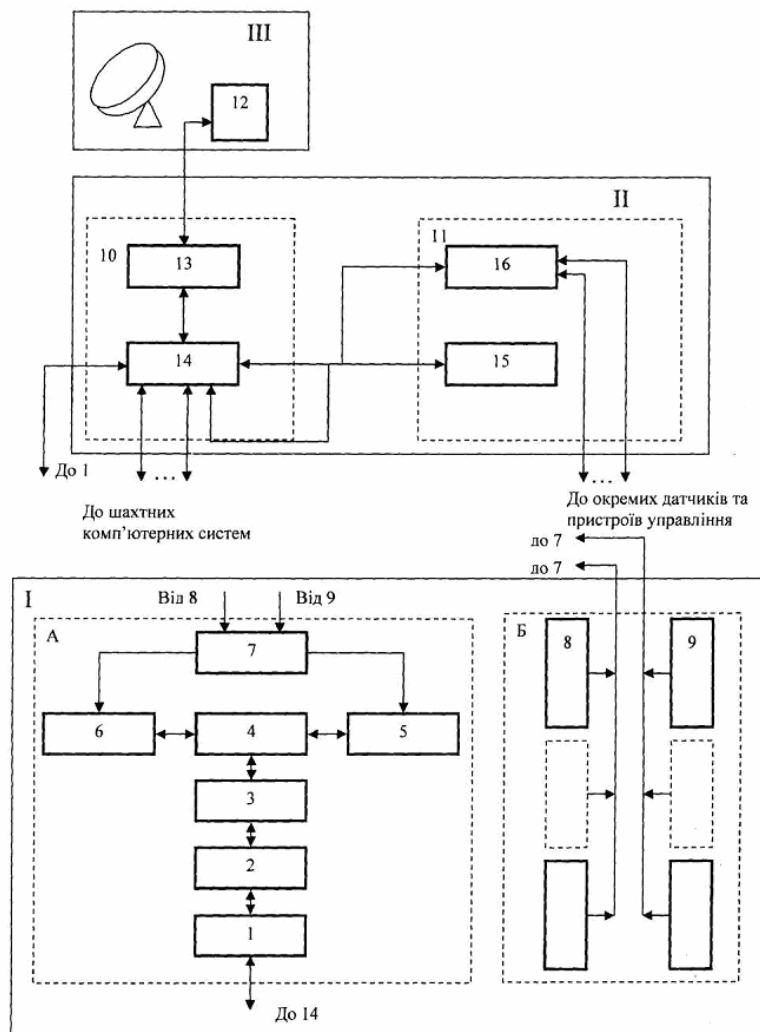 III
12
II
10
13
11
16
14
15
До 1
...
...
До шахтних
комп’ютерних систем
До окремих датчиків та
пристроїв управління
до 7
до 7
I
Від 8
Від 9
А
Б
7
8
9
6
4
5
3
2
1
До 14